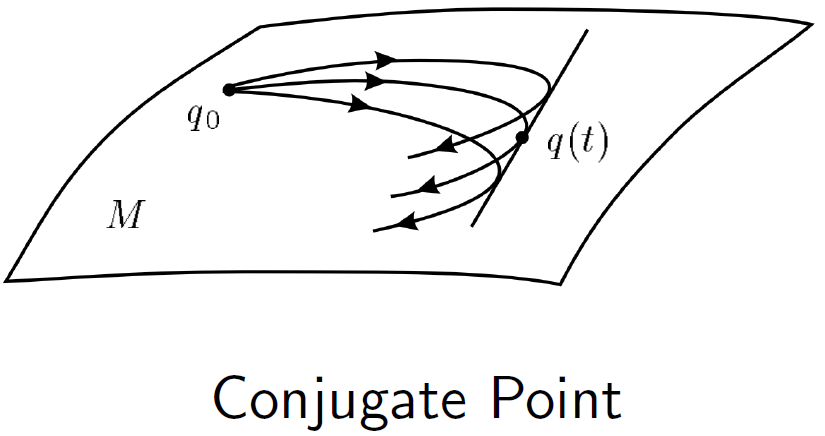 q₀
q(t)
M
Conjugate Point